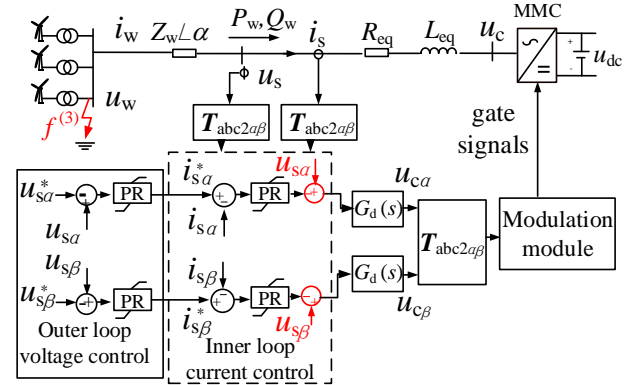 MMC
i_w Z_w∠α P_w, Q_w i_s R_eq L_eq u_c
u_dc
u_w u_s
f^(3)
T_abc2αβ T_abc2αβ
gate signals
u*_sα PR i*_sα PR u_sα u_cα
G_d(s)
u_sα i_sα
T_abc2αβ
Modulation module
u_sβ i_sβ
G_d(s)
u*_sβ PR i*_sβ PR u_sβ u_cβ
Outer loop voltage control
Inner loop current control